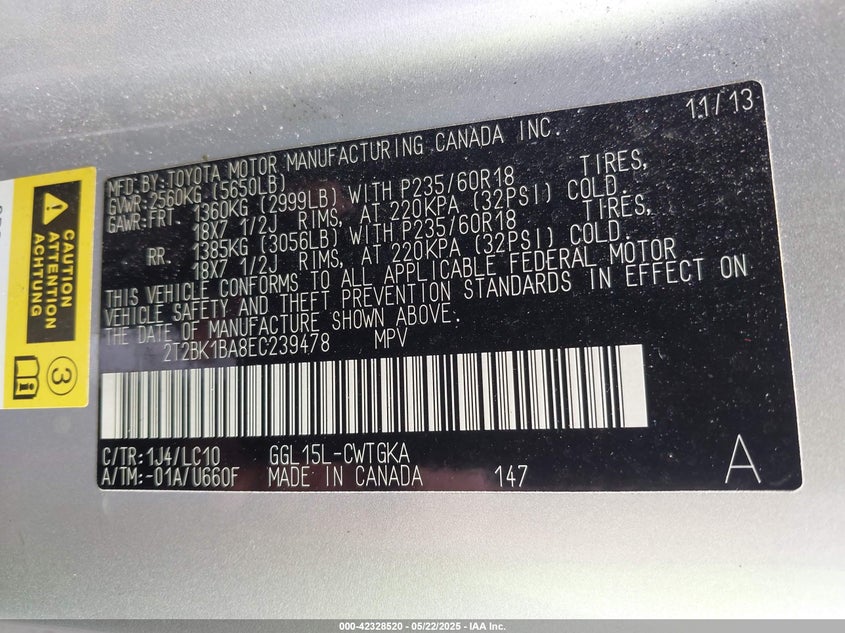 11/13
MFD.BY:TOYOTA MOTOR MANUFACTURING CANADA INC.
GVWR:2560KG (5650LB)
GAWR:FRT. 1360KG (2999LB) WITH P235/60R18 TIRES,
18X7 1/2J RIMS, AT 220KPA (32PSI) COLD.
RR. 1385KG (3056LB) WITH P235/60R18 TIRES,
18X7 1/2J RIMS, AT 220KPA (32PSI) COLD.
THIS VEHICLE CONFORMS TO ALL APPLICABLE FEDERAL MOTOR
VEHICLE SAFETY AND THEFT PREVENTION STANDARDS IN EFFECT ON
THE DATE OF MANUFACTURE SHOWN ABOVE.
2T2BK1BA8EC239478 MPV
C/TR:1J4/LC10 GGL15L-CWTGKA
A/TM:-01A/U660F MADE IN CANADA 147 A
CAUTION
ATTENTION
ACHTUNG
3
000-42328520 - 05/22/2025 - IAA Inc.